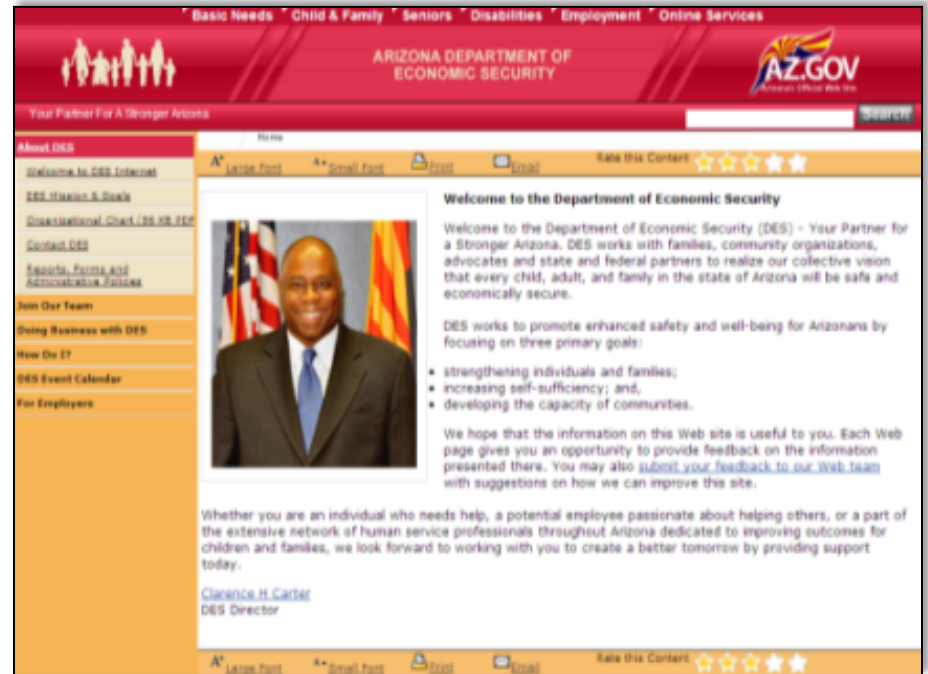 Basic Needs Child & Family Seniors Disabilities Employment Online Services
ARIZONA DEPARTMENT OF
ECONOMIC SECURITY
AZ.GOV
Arizona's Official Web Site
Your Partner For A Stronger Arizona
Search
Home
About DES
Welcome to DES Internet
DES Mission & Goals
Organizational Chart (36 KB PDF
Contact DES
Reports, Forms and
Administrative Policies
Join Our Team
Doing Business with DES
How Do I?
DES Event Calendar
For Employers
A+ Large Font A+ Small Font Print Email Rate this Content
Welcome to the Department of Economic Security
Welcome to the Department of Economic Security (DES) - Your Partner for
a Stronger Arizona. DES works with families, community organizations,
advocates and state and federal partners to realize our collective vision
that every child, adult, and family in the state of Arizona will be safe and
economically secure.
DES works to promote enhanced safety and well-being for Arizonans by
focusing on three primary goals:
• strengthening individuals and families;
• increasing self-sufficiency; and,
• developing the capacity of communities.
We hope that the information on this Web site is useful to you. Each Web
page gives you an opportunity to provide feedback on the information
presented there. You may also submit your feedback to our Web team
with suggestions on how we can improve this site.
Whether you are an individual who needs help, a potential employee passionate about helping others, or a part of
the extensive network of human service professionals throughout Arizona dedicated to improving outcomes for
children and families, we look forward to working with you to create a better tomorrow by providing support
today.
Clarence H Carter
DES Director
A+ Large Font A+ Small Font Print Email Rate this Content